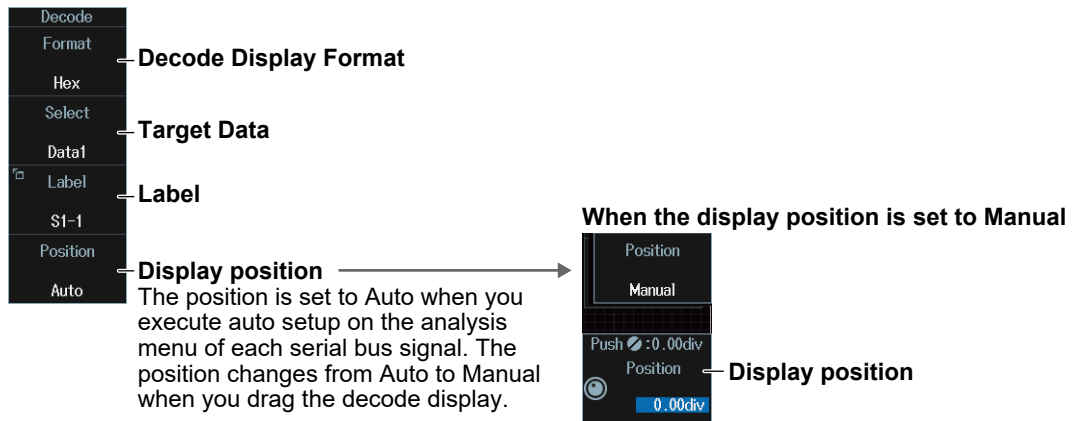 Decode
Format
Hex
Decode Display Format
Select
Data1
Target Data
Label
S1-1
Label
Position
Auto
Display position
The position is set to Auto when you
execute auto setup on the analysis
menu of each serial bus signal. The
position changes from Auto to Manual
when you drag the decode display.
When the display position is set to Manual
Position
Manual
Push :0.00div
Position
0.00div
Display position